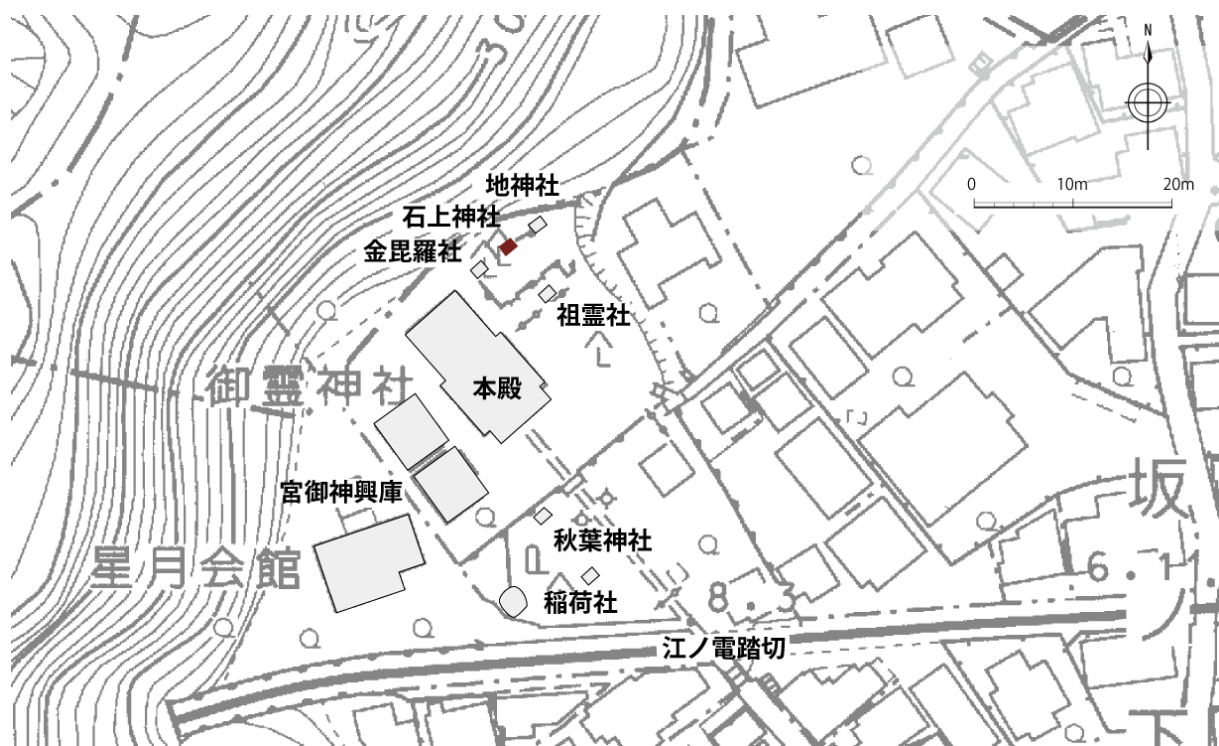 N
0 10m 20m
地神社
石上神社
金毘羅社
祖霊社
御霊神社
本殿
宮御神輿庫
星月会館
秋葉神社
稲荷社
8.3
6.1
江ノ電踏切
坂
ノ
下